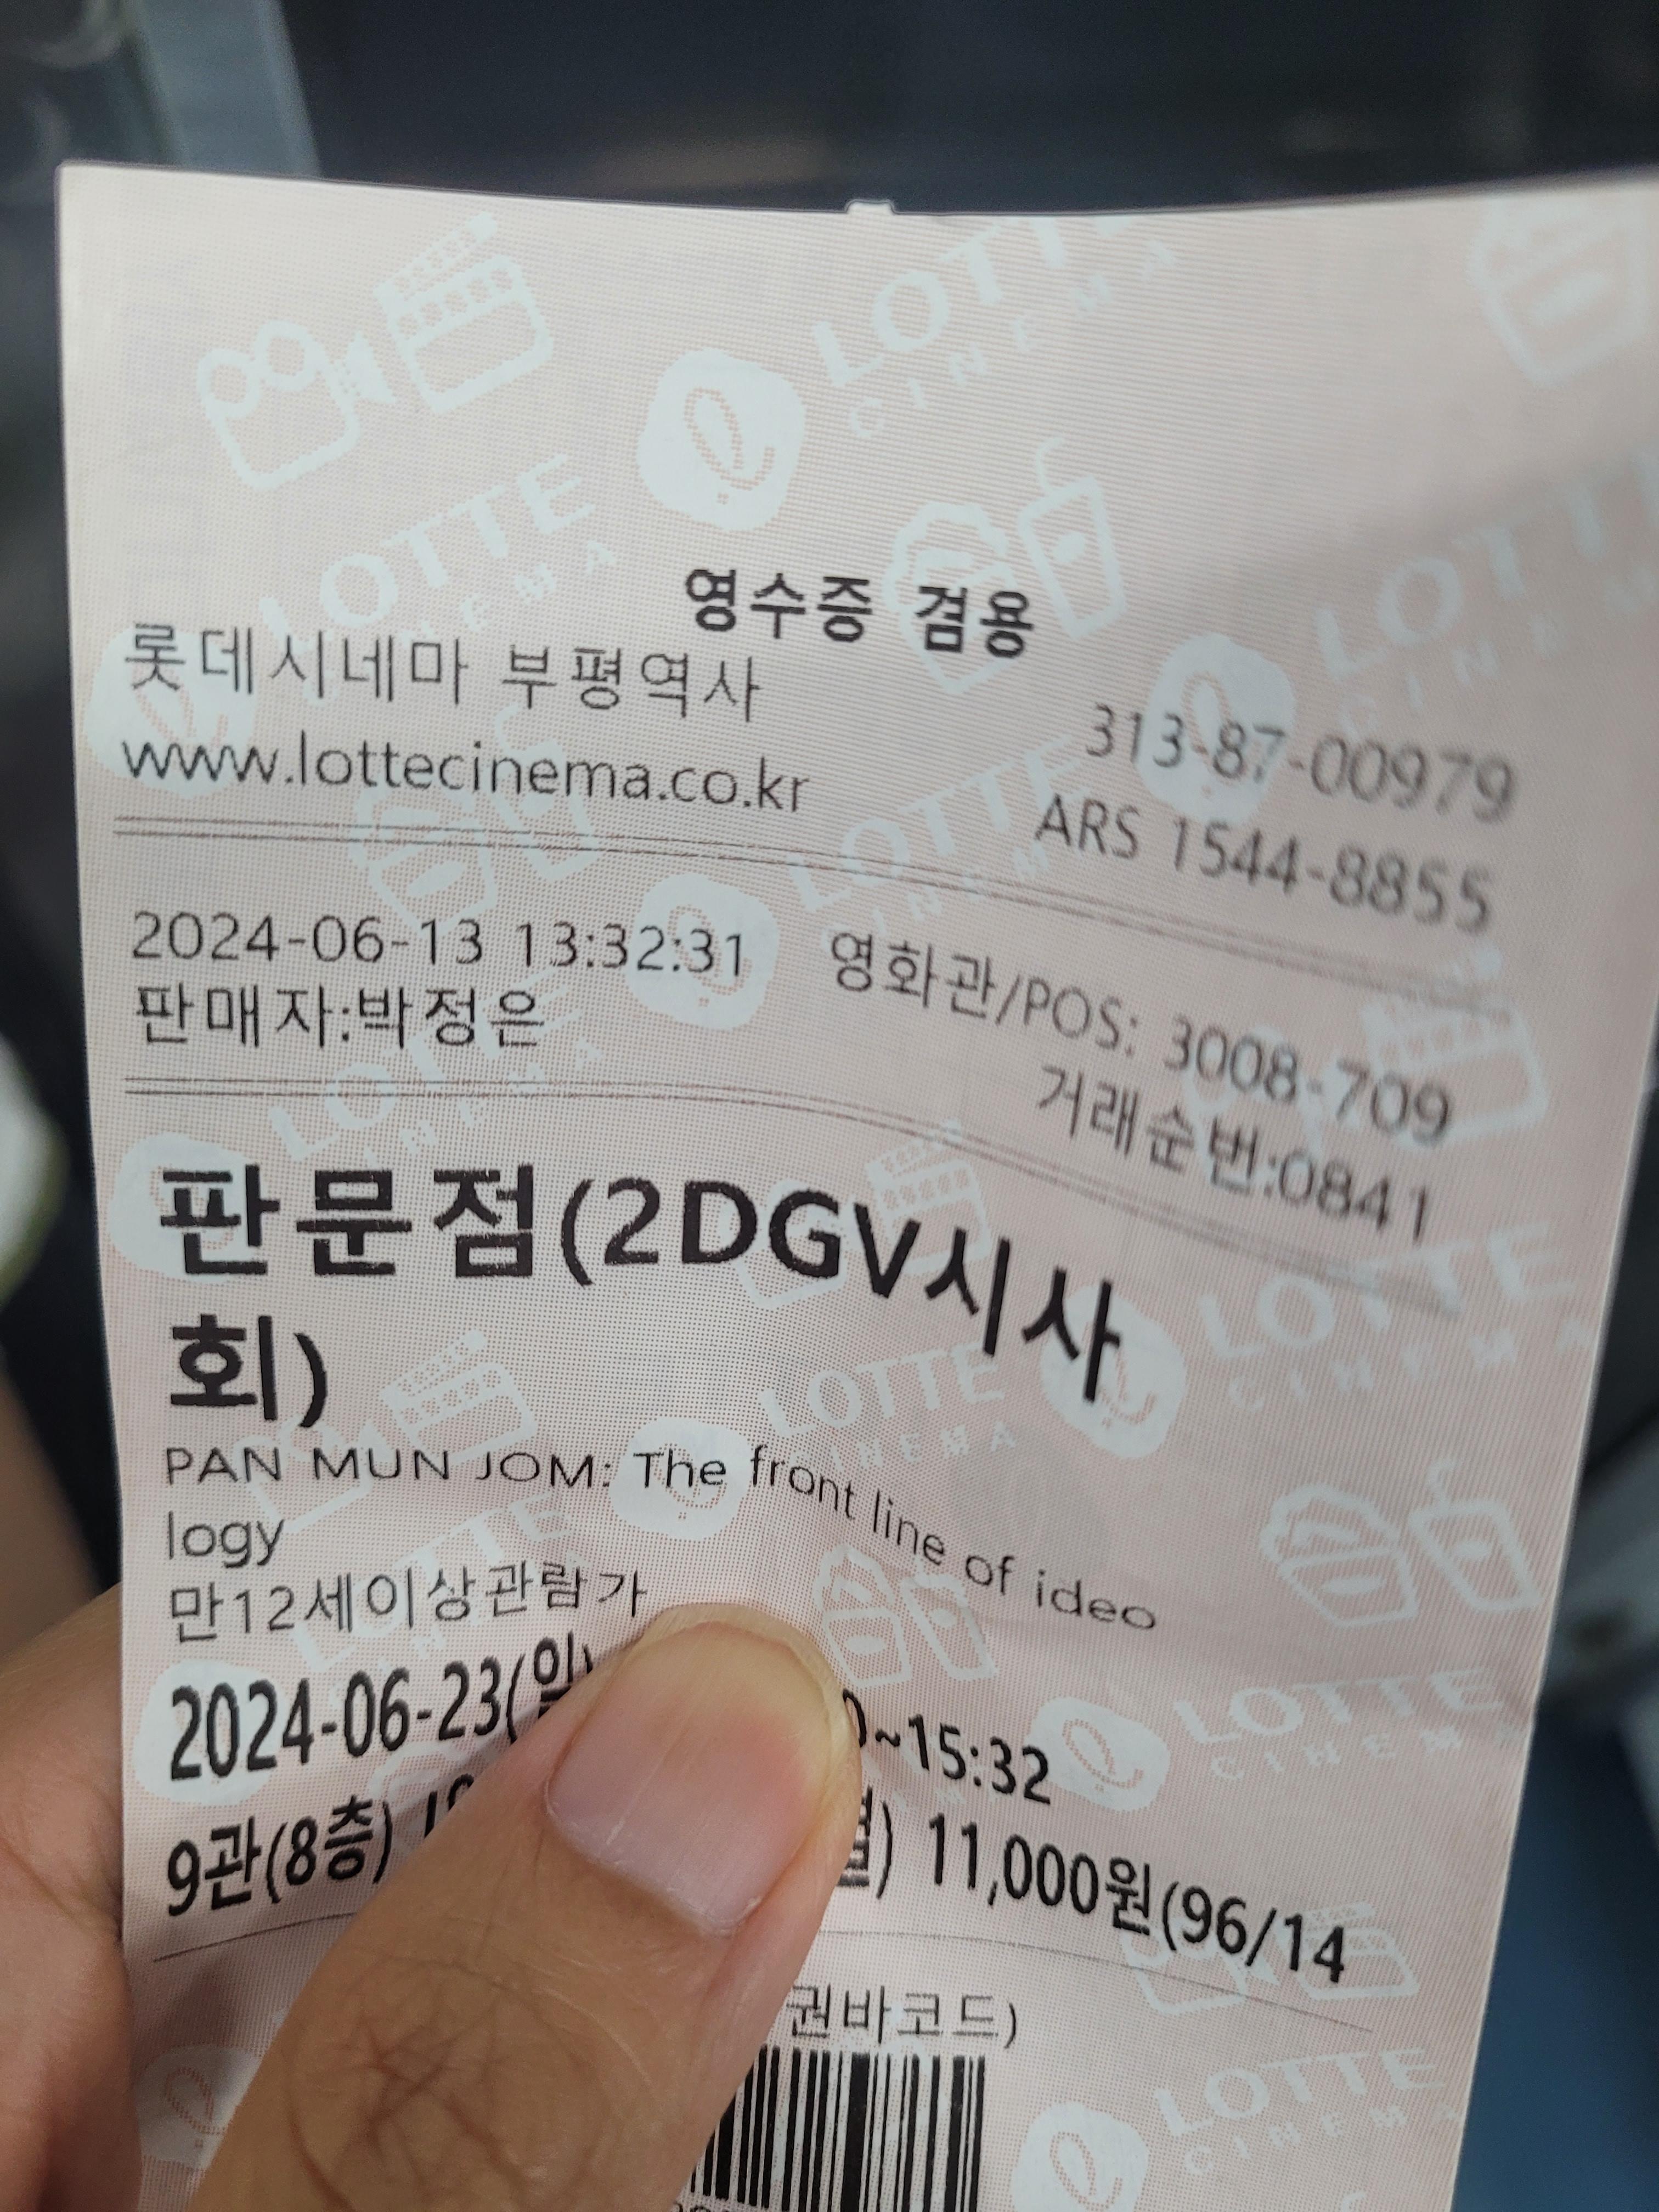 영수증 겸용
롯데시네마 부평역사
313-87-00979
www.lottecinema.co.kr
ARS 1544-8855
2024-06-13 13:32:31 영화관/POS: 3008-709
판매자:박정은
거래순번:0841
판문점(2DGV시사
회)
PAN MUN JOM: The front line of ideo
logy
만12세이상관람가
2024-06-23(일) ~15:32
9관(8층) 11,000원(96/14
권바코드)
LOTTE
CINEMA